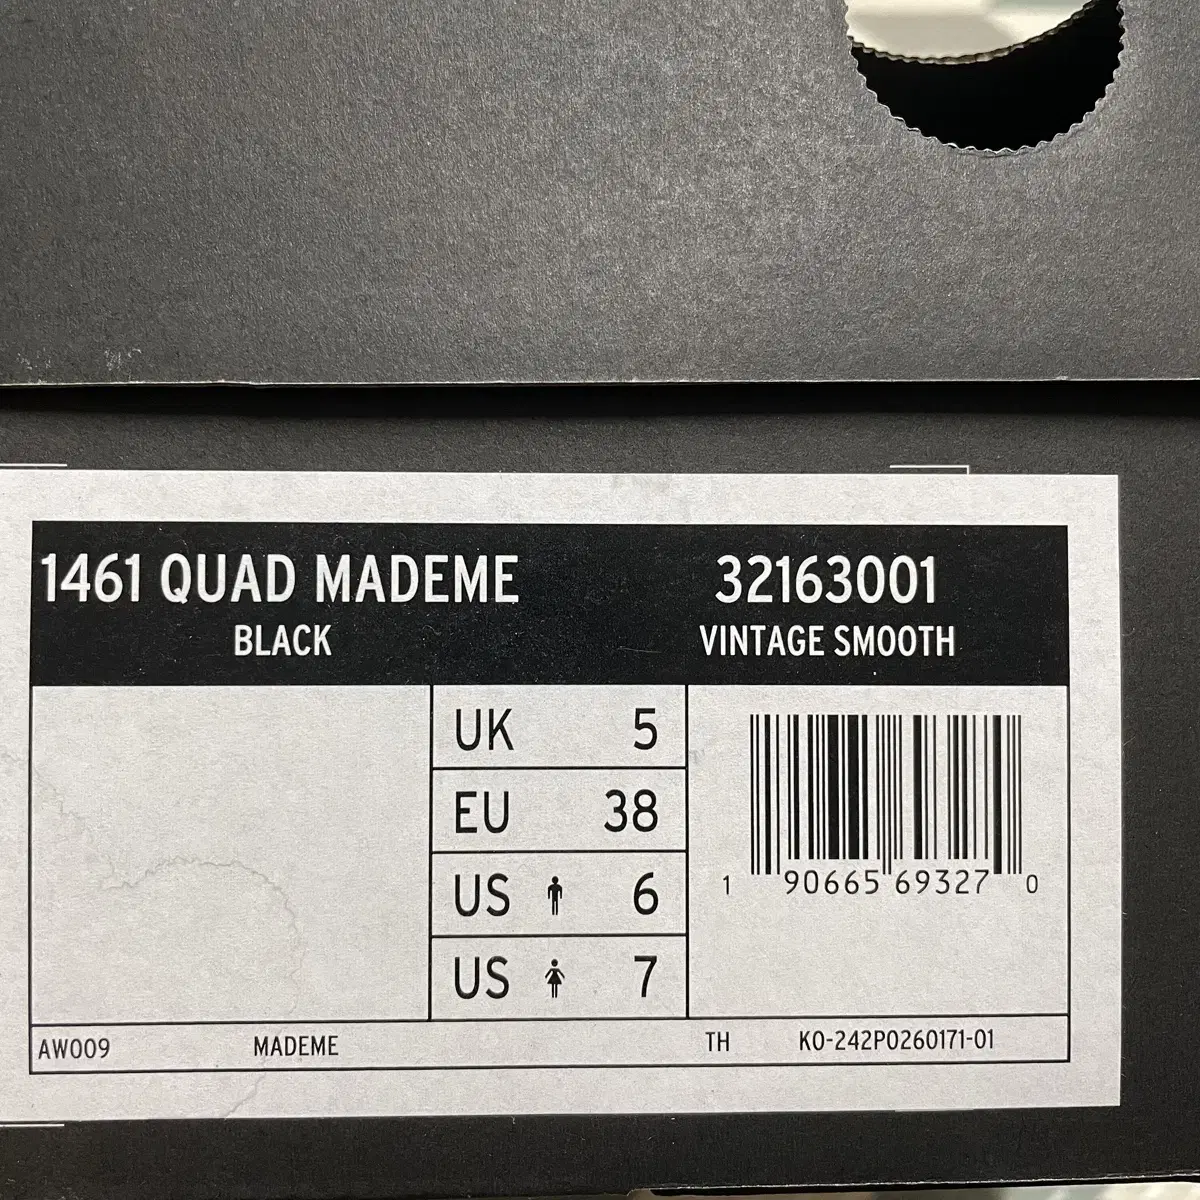 1461 QUAD MADEME 32163001
BLACK VINTAGE SMOOTH
UK 5
EU 38
US 6
US 7
1 90665 69327 0
AW009 MADEME TH KO-242P0260171-01